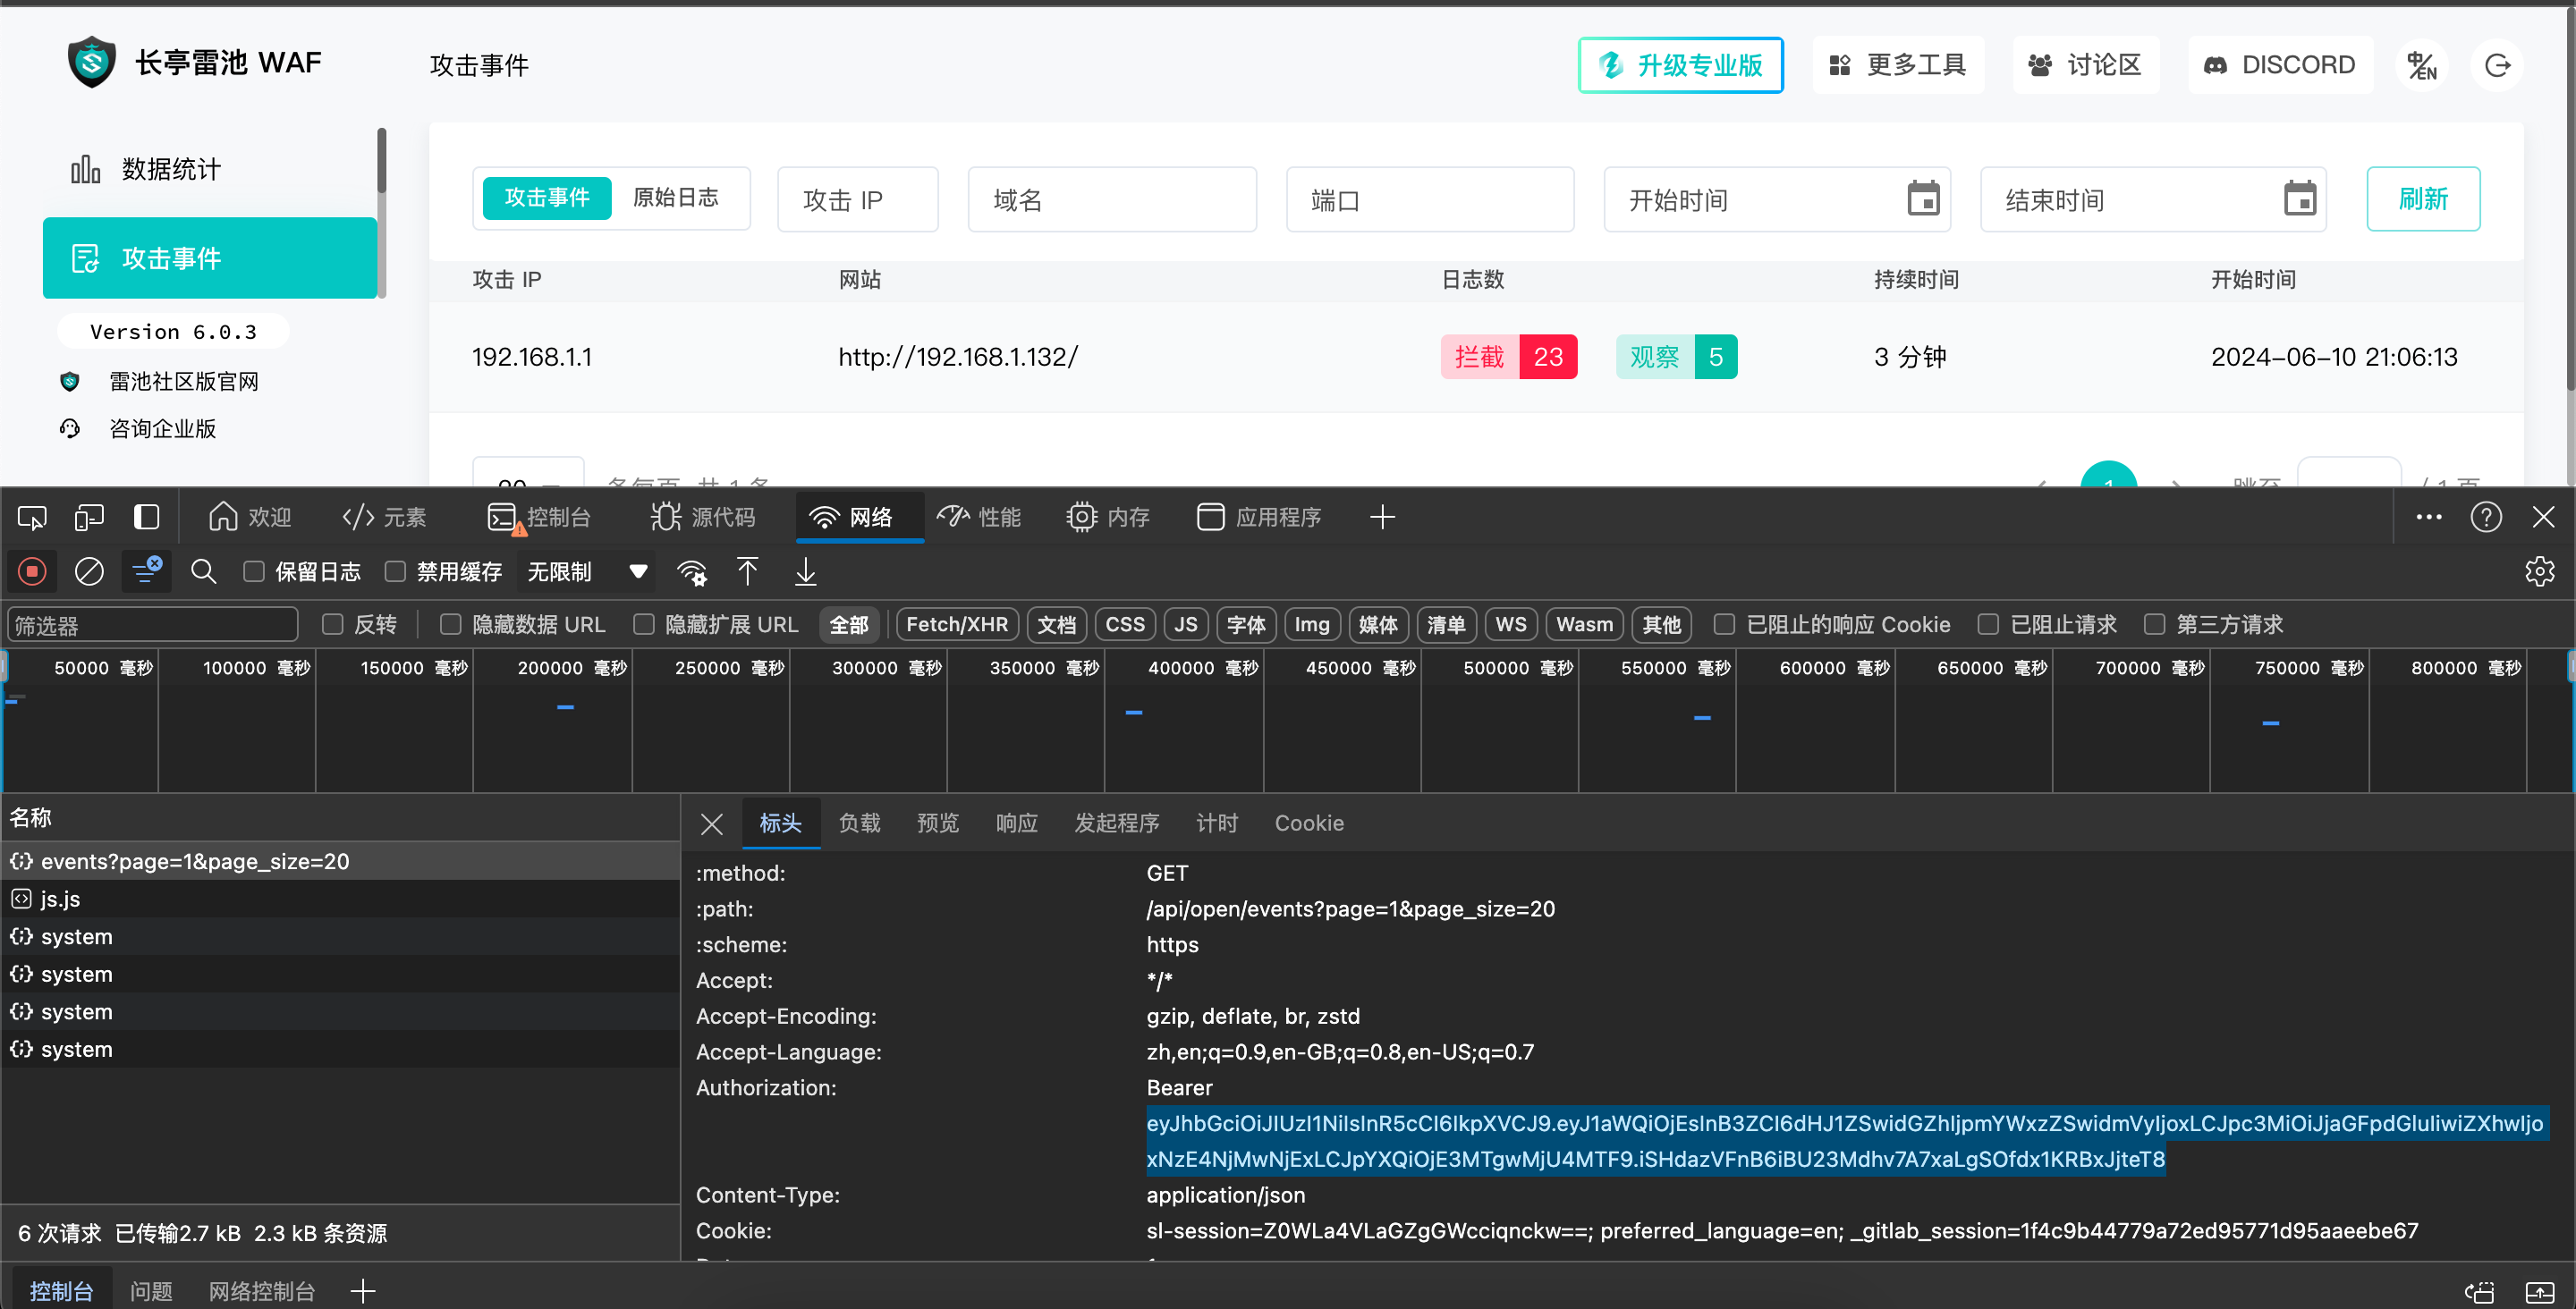 长亭雷池 WAF
攻击事件
升级专业版
更多工具
讨论区
DISCORD
中/EN
数据统计
攻击事件
Version 6.0.3
雷池社区版官网
咨询企业版
攻击事件 原始日志 攻击 IP 域名 端口 开始时间 结束时间 刷新
攻击 IP 网站 日志数 持续时间 开始时间
192.168.1.1 http://192.168.1.132/ 拦截 23 观察 5 3 分钟 2024-06-10 21:06:13
欢迎 元素 控制台 源代码 网络 性能 内存 应用程序
保留日志 禁用缓存 无限制
筛选器 反转 隐藏数据 URL 隐藏扩展 URL 全部 Fetch/XHR 文档 CSS JS 字体 Img 媒体 清单 WS Wasm 其他 已阻止的响应 Cookie 已阻止请求 第三方请求
50000 毫秒 100000 毫秒 150000 毫秒 200000 毫秒 250000 毫秒 300000 毫秒 350000 毫秒 400000 毫秒 450000 毫秒 500000 毫秒 550000 毫秒 600000 毫秒 650000 毫秒 700000 毫秒 750000 毫秒 800000 毫秒
名称
events?page=1&page_size=20
js.js
system
system
system
system
6 次请求 已传输2.7 kB 2.3 kB 条资源
标头 负载 预览 响应 发起程序 计时 Cookie
:method: GET
:path: /api/open/events?page=1&page_size=20
:scheme: https
Accept: */*
Accept-Encoding: gzip, deflate, br, zstd
Accept-Language: zh,en;q=0.9,en-GB;q=0.8,en-US;q=0.7
Authorization: Bearer
eyJhbGciOiJIUzI1NiIsInR5cCI6IkpXVCJ9.eyJ1aWQiOjEsInB3ZCI6dHJ1ZSwidGZhIjpmYWxzZSwidmVyIjoxLCJpc3MiOiJjaGFpdGluIiwiZXhwIjo
xNzE4NjMwNjExLCJpYXQiOjE3MTgwMjU4MTF9.iSHdazVFnB6iBU23Mdhv7A7xaLgSOfdx1KRBxJjteT8
Content-Type: application/json
Cookie: sl-session=Z0WLa4VLaGZgGWcciqnckw==; preferred_language=en; _gitlab_session=1f4c9b44779a72ed95771d95aaeebe67
控制台 问题 网络控制台